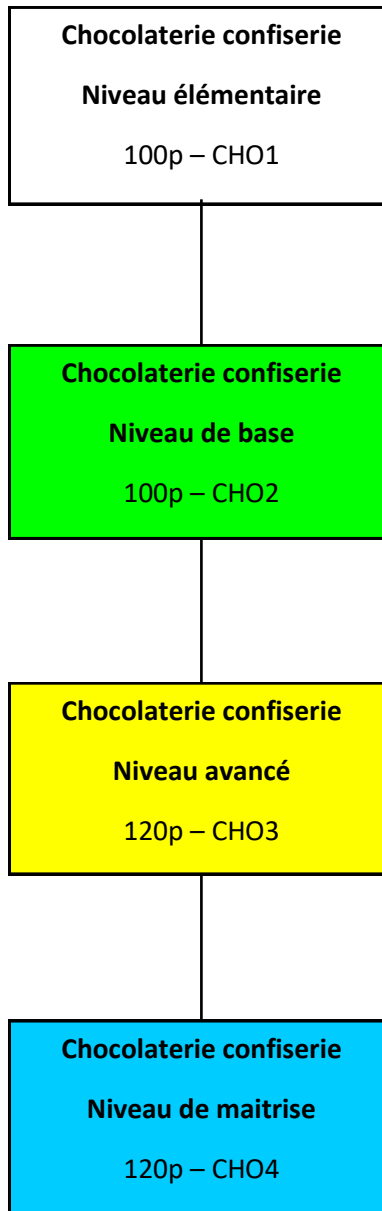 Chocolaterie confiserie
Niveau élémentaire
100p – CHO1
Chocolaterie confiserie
Niveau de base
100p – CHO2
Chocolaterie confiserie
Niveau avancé
120p – CHO3
Chocolaterie confiserie
Niveau de maitrise
120p – CHO4